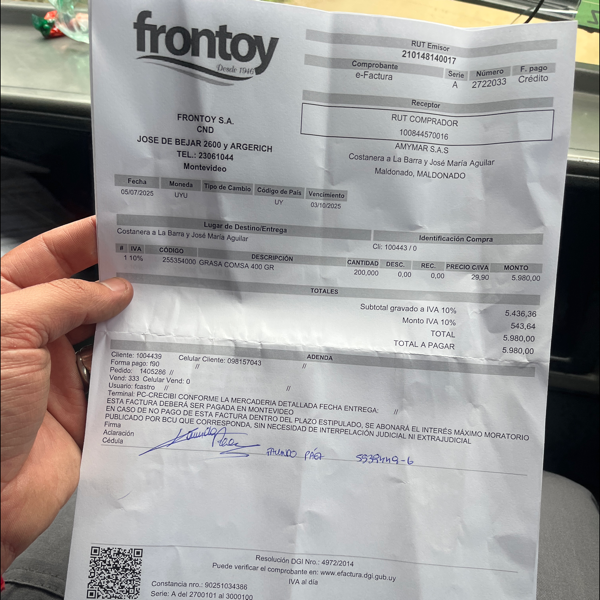 frontoy
Desde 1946
RUT Emisor
210148140017
Comprobante Serie Número F. pago
e-Factura A 2722033 Crédito
Receptor
RUT COMPRADOR
100844570016
AMYMAR S.A.S
Costanera a La Barra y José María Aguilar
Maldonado, MALDONADO
FRONTOY S.A.
CND
JOSE DE BEJAR 2600 y ARGERICH
TEL.: 23061044
Montevideo
Fecha Moneda Tipo de Cambio Código de País Vencimiento
05/07/2025 UYU UY 03/10/2025
Lugar de Destino/Entrega
Costanera a La Barra y José María Aguilar
Identificación Compra
CI: 100443 / 0
# IVA CÓDIGO DESCRIPCIÓN CANTIDAD DESC. REC. PRECIO C/IVA MONTO
1 10% 255354000 GRASA COMSA 400 GR 200,000 0,00 0,00 29,90 5.980,00
TOTALES
Subtotal gravado a IVA 10% 5.436,36
Monto IVA 10% 543,64
TOTAL 5.980,00
TOTAL A PAGAR 5.980,00
ADENDA
Cliente: 1004439 Celular Cliente: 098157043
Forma pago: f90 //
Pedido: 1405286 //
Vend: 333 Celular Vend: 0
Usuario: fcastro // //
Terminal: PC-CRECIBI CONFORME LA MERCADERIA DETALLADA FECHA ENTREGA: //
ESTA FACTURA DEBERÁ SER PAGADA EN MONTEVIDEO
EN CASO DE NO PAGO DE ESTA FACTURA DENTRO DEL PLAZO ESTIPULADO, SE ABONARÁ EL INTERÉS MÁXIMO MORATORIO
PUBLICADO POR BCU QUE CORRESPONDA, SIN NECESIDAD DE INTERPELACIÓN JUDICIAL NI EXTRAJUDICIAL
Firma
Aclaración
Cédula
Resolución DGI Nro.: 4972/2014
Puede verificar el comprobante en: www.efactura.dgi.gub.uy
IVA al día
Constancia nro.: 90251034386
Serie: A del 2700101 al 3000100